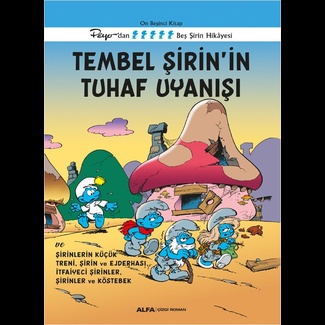 On Beşinci Kitap
Peyo'dan Beş Şirin Hikâyesi
TEMBEL ŞİRİN'İN
TUHAF UYANIŞI
ve
ŞİRİNLERİN KÜÇÜK
TRENİ, ŞİRİN ve EJDERHASI,
İTFAİYECİ ŞİRİNLER,
ŞİRİNLER ve KÖSTEBEK
ALFA ÇİZGİ ROMAN